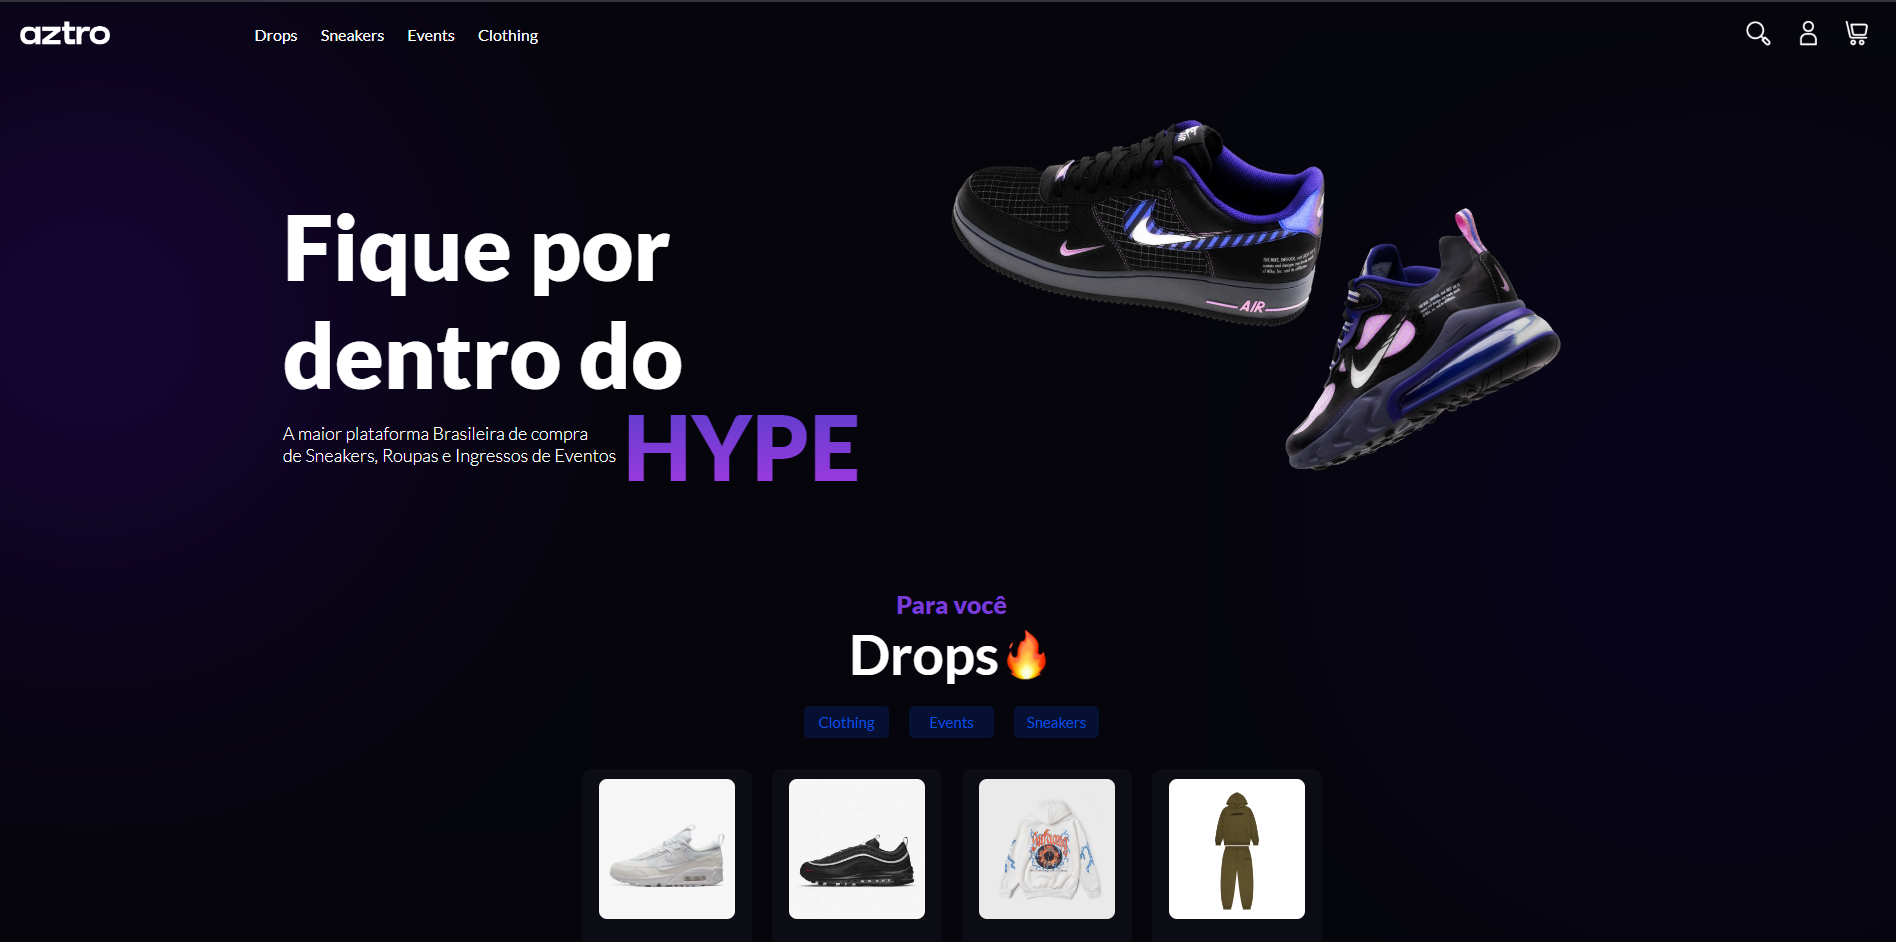 aztro
Drops Sneakers Events Clothing
Fique por
dentro do
HYPE
A maior plataforma Brasileira de compra
de Sneakers, Roupas e Ingressos de Eventos
AIR
Para você
Drops🔥
Clothing Events Sneakers